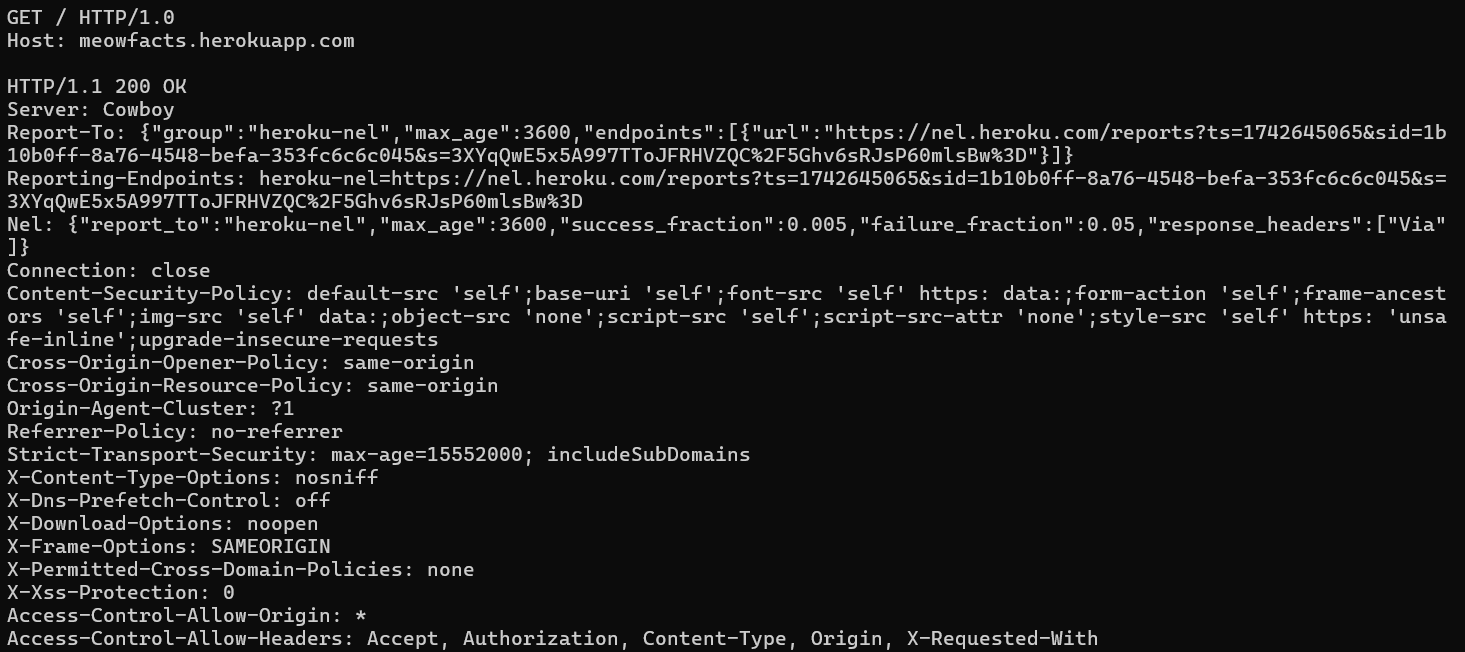 GET / HTTP/1.0
Host: meowfacts.herokuapp.com

HTTP/1.1 200 OK
Server: Cowboy
Report-To: {"group":"heroku-nel","max_age":3600,"endpoints":[{"url":"https://nel.heroku.com/reports?ts=1742645065&sid=1b
10b0ff-8a76-4548-befa-353fc6c6c045&s=3XYqQwE5x5A997TToJFRHVZQC%2F5Ghv6sRJsP60mlsBw%3D"}]}
Reporting-Endpoints: heroku-nel=https://nel.heroku.com/reports?ts=1742645065&sid=1b10b0ff-8a76-4548-befa-353fc6c6c045&s=
3XYqQwE5x5A997TToJFRHVZQC%2F5Ghv6sRJsP60mlsBw%3D
Nel: {"report_to":"heroku-nel","max_age":3600,"success_fraction":0.005,"failure_fraction":0.05,"response_headers":["Via"
]}
Connection: close
Content-Security-Policy: default-src 'self';base-uri 'self';font-src 'self' https: data:;form-action 'self';frame-ancest
ors 'self';img-src 'self' data:;object-src 'none';script-src 'self';script-src-attr 'none';style-src 'self' https: 'unsa
fe-inline';upgrade-insecure-requests
Cross-Origin-Opener-Policy: same-origin
Cross-Origin-Resource-Policy: same-origin
Origin-Agent-Cluster: ?1
Referrer-Policy: no-referrer
Strict-Transport-Security: max-age=15552000; includeSubDomains
X-Content-Type-Options: nosniff
X-Dns-Prefetch-Control: off
X-Download-Options: noopen
X-Frame-Options: SAMEORIGIN
X-Permitted-Cross-Domain-Policies: none
X-Xss-Protection: 0
Access-Control-Allow-Origin: *
Access-Control-Allow-Headers: Accept, Authorization, Content-Type, Origin, X-Requested-With